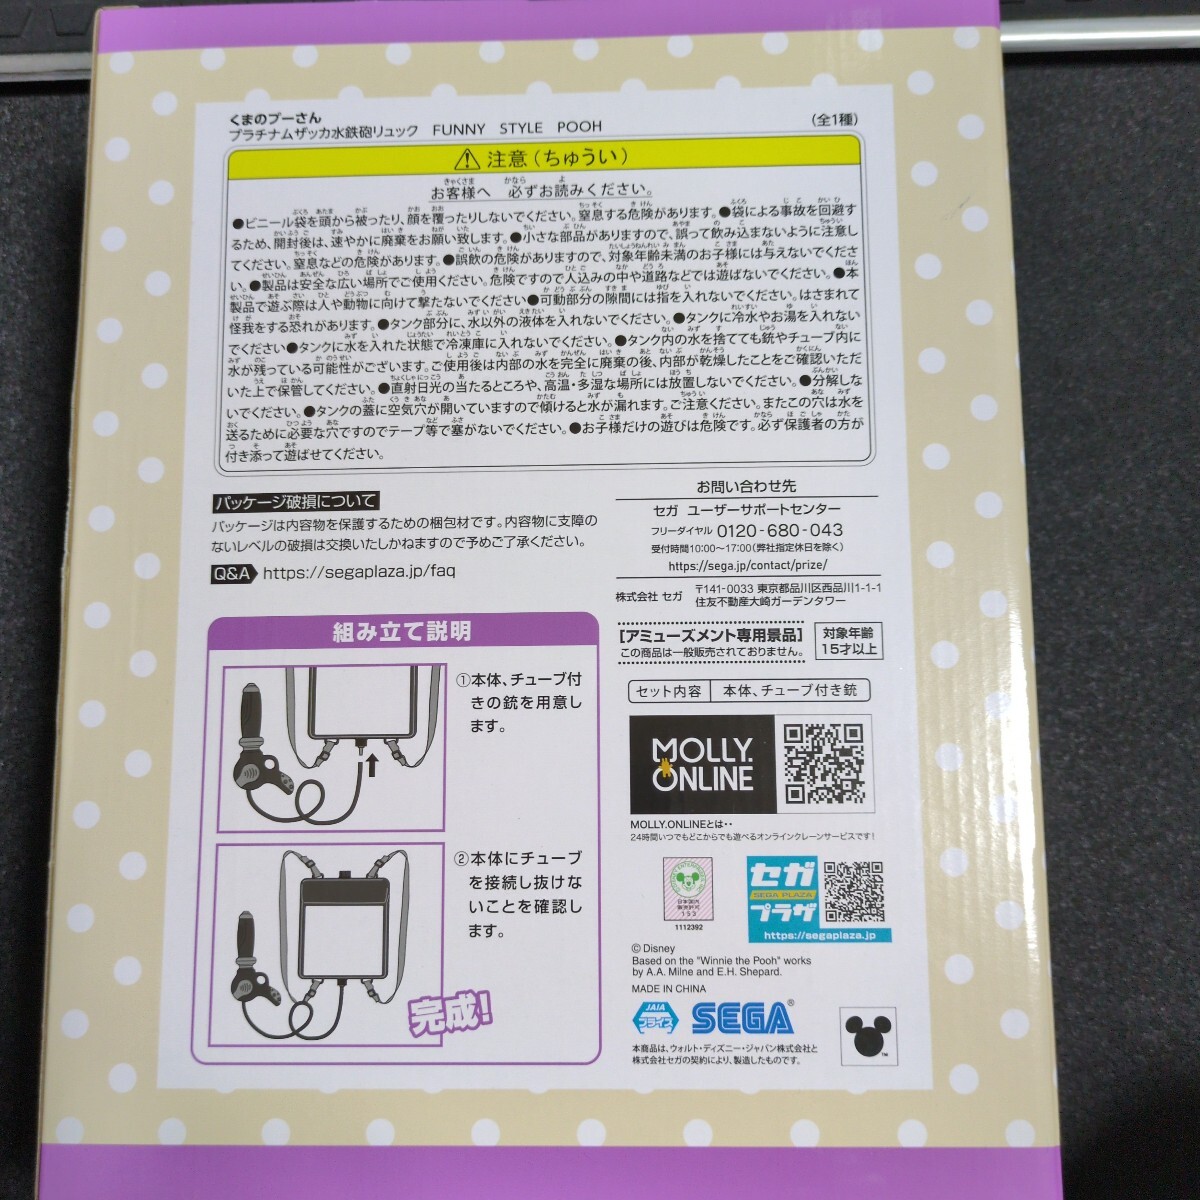 くまのプーさん
プラチナムザッカ水鉄砲リュック FUNNY STYLE POOH
(全1種)
⚠注意(ちゅうい)
お客様へ 必ずお読みください。
●ビニール袋を頭から被ったり、顔を覆ったりしないでください。窒息する危険があります。●袋による事故を回避す
るため、開封後は、速やかに廃棄をお願い致します。●小さな部品がありますので、誤って飲み込まないように注意し
てください。窒息などの危険があります。●誤飲の危険がありますので、対象年齢未満のお子様には与えないでくださ
い。●製品は安全な広い場所でご使用ください。危険ですので人込みの中や道路などでは遊ばないでください。●本
製品で遊ぶ際は人や動物に向けて撃たないでください●可動部分の隙間には指を入れないでください。はさまれて
怪我をする恐れがあります。●タンク部分に、水以外の液体を入れないでください。●タンクに冷水やお湯を入れない
でください●タンクに水を入れた状態で冷凍庫に入れないでください。●タンク内の水を捨てても銃やチューブ内に
水が残っている可能性がございます。ご使用後は内部の水を完全に廃棄の後、内部が乾燥したことをご確認いただ
いた上で保管してください。●直射日光の当たるところや、高温・多湿な場所には放置しないでください。●分解しな
いでください。●タンクの蓋に空気穴が開いていますので傾けると水が漏れます。ご注意ください。またこの穴は水を
送るために必要な穴ですのでテープ等で塞がないでください。●お子様だけの遊びは危険です。必ず保護者の方が
付き添って遊ばせてください。
パッケージ破損について
パッケージは内容物を保護するための梱包材です。内容物に支障の
ないレベルの破損は交換いたしかねますので予めご了承ください。
Q&A https://segaplaza.jp/faq
お問い合わせ先
セガ ユーザーサポートセンター
フリーダイヤル 0120-680-043
受付時間10:00〜17:00(弊社指定休日を除く)
https://sega.jp/contact/prize/
株式会社 セガ 〒141-0033 東京都品川区西品川1-1-1
住友不動産大崎ガーデンタワー
[アミューズメント専用景品]
この商品は一般販売されておりません。
対象年齢
15才以上
セット内容 本体、チューブ付き銃
組み立て説明
①本体、チューブ付
きの銃を用意し
ます。
②本体にチューブ
を接続し抜けな
いことを確認し
ます。
完成!
MOLLY.
ONLINE
MOLLY.ONLINEとは‥
24時間いつでもどこからでも遊べるオンラインクレーンサービスです!
日本国内
販売許可
153
1112392
セガ
SEGA PLAZA
プラザ
https://segaplaza.jp
© Disney
Based on the "Winnie the Pooh" works
by A.A. Milne and E.H. Shepard.
MADE IN CHINA
JAIA
プライズ
SEGA®
本商品は、ウォルト・ディズニー・ジャパン株式会社と
株式会社セガの契約により、製造したものです。
™